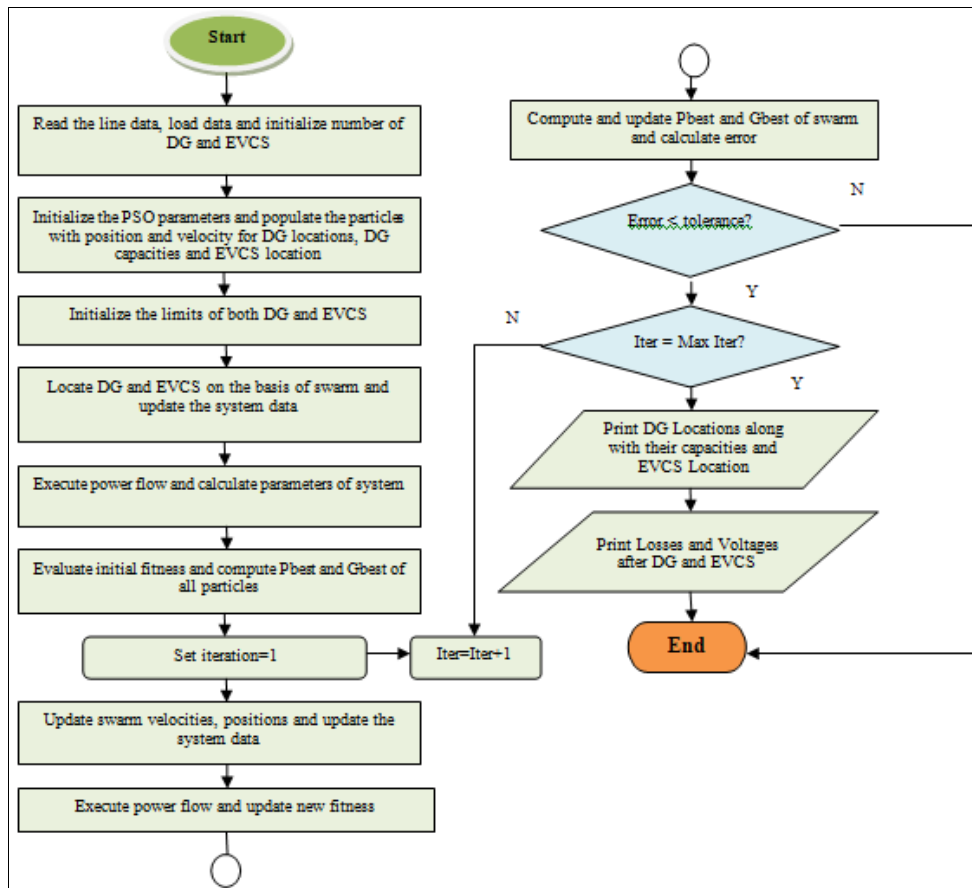 Start
Read the line data, load data and initialize number of
DG and EVCS
Initialize the PSO parameters and populate the particles
with position and velocity for DG locations, DG
capacities and EVCS location
Initialize the limits of both DG and EVCS
Locate DG and EVCS on the basis of swarm and
update the system data
Execute power flow and calculate parameters of system
Evaluate initial fitness and compute Pbest and Gbest of
all particles
Set iteration=1
Iter=Iter+1
Update swarm velocities, positions and update the
system data
Execute power flow and update new fitness
Compute and update Pbest and Gbest of swarm
and calculate error
N
Error ≤ tolerance?
Y
N
Iter = Max Iter?
Y
Print DG Locations along
with their capacities and
EVCS Location
Print Losses and Voltages
after DG and EVCS
End